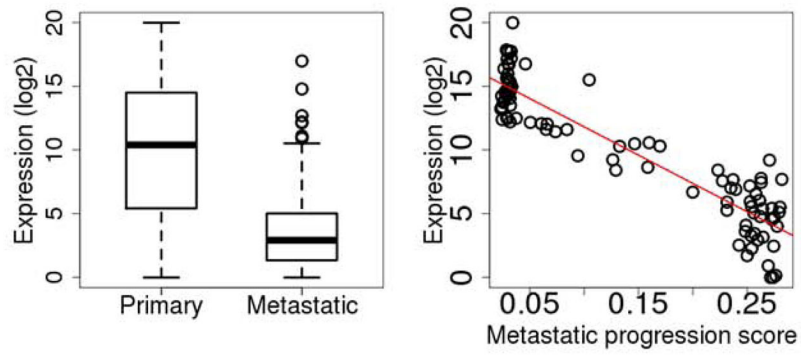 Expression (log2)
20
15
10
5
0
Primary Metastatic
Expression (log2)
20
15
10
5
0
0.05 0.15 0.25
Metastatic progression score